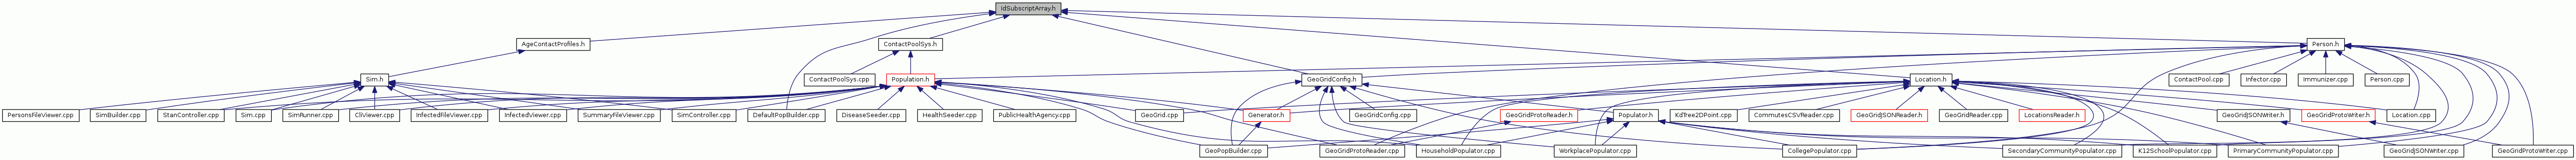 IdSubscriptArray.h
AgeContactProfiles.h
ContactPoolSys.h
Person.h
Sim.h
ContactPoolSys.cpp
Population.h
GeoGridConfig.h
Location.h
ContactPool.cpp
Infector.cpp
Immunizer.cpp
Person.cpp
PersonsFileViewer.cpp
SimBuilder.cpp
StanController.cpp
Sim.cpp
SimRunner.cpp
CliViewer.cpp
InfectedFileViewer.cpp
InfectedViewer.cpp
SummaryFileViewer.cpp
SimController.cpp
DefaultPopBuilder.cpp
DiseaseSeeder.cpp
HealthSeeder.cpp
PublicHealthAgency.cpp
GeoGrid.cpp
Generator.h
GeoGridConfig.cpp
GeoGridProtoReader.h
Populator.h
KdTree2DPoint.cpp
CommutesCSVReader.cpp
GeoGridJSONReader.h
GeoGridReader.cpp
LocationsReader.h
GeoGridJSONWriter.h
GeoGridProtoWriter.h
Location.cpp
GeoPopBuilder.cpp
GeoGridProtoReader.cpp
HouseholdPopulator.cpp
WorkplacePopulator.cpp
CollegePopulator.cpp
SecondaryCommunityPopulator.cpp
K12SchoolPopulator.cpp
PrimaryCommunityPopulator.cpp
GeoGridJSONWriter.cpp
GeoGridProtoWriter.cpp